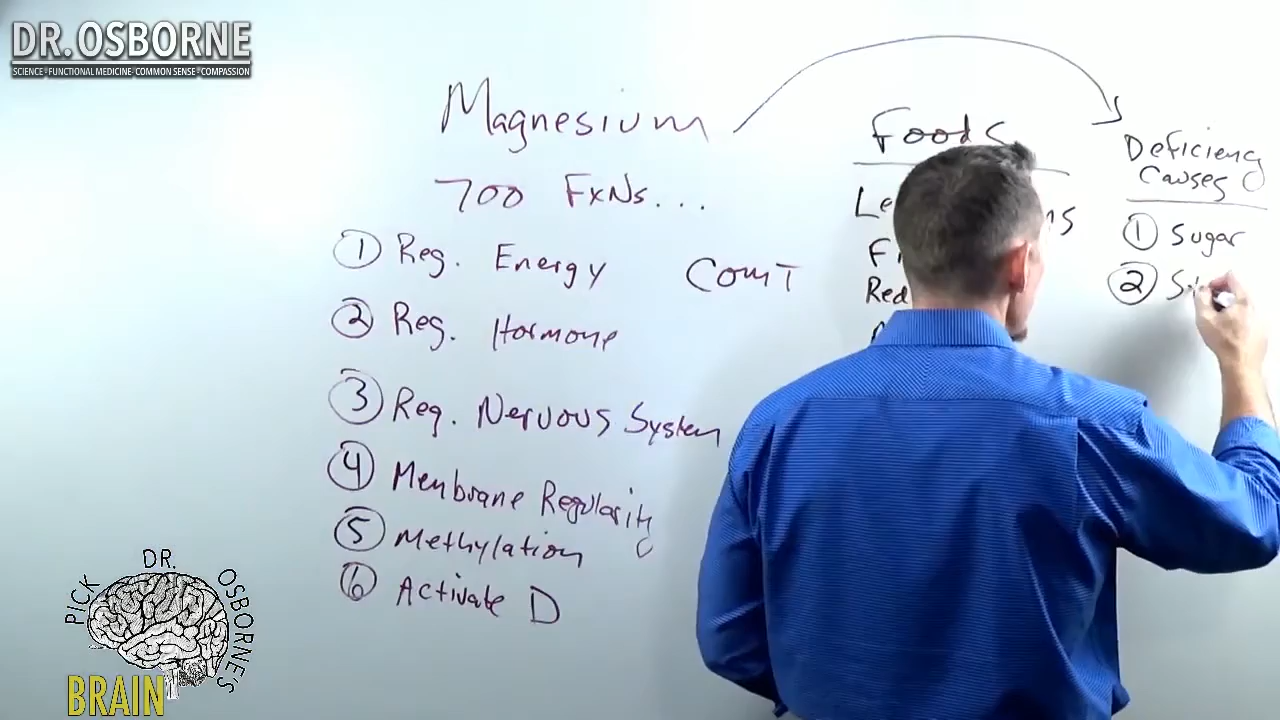 DR. OSBORNE
SCIENCE - FUNCTIONAL MEDICINE - COMMON SENSE - COMPASSION
Magnesium
700 FxNs...
① Reg. Energy
COMT
② Reg. Hormone
③ Reg. Nervous System
④ Membrane Regularity
⑤ Methylation
⑥ Activate D
Foods
Red
Deficiency
Causes
① Sugar
②
PICK DR. OSBORNE'S
BRAIN